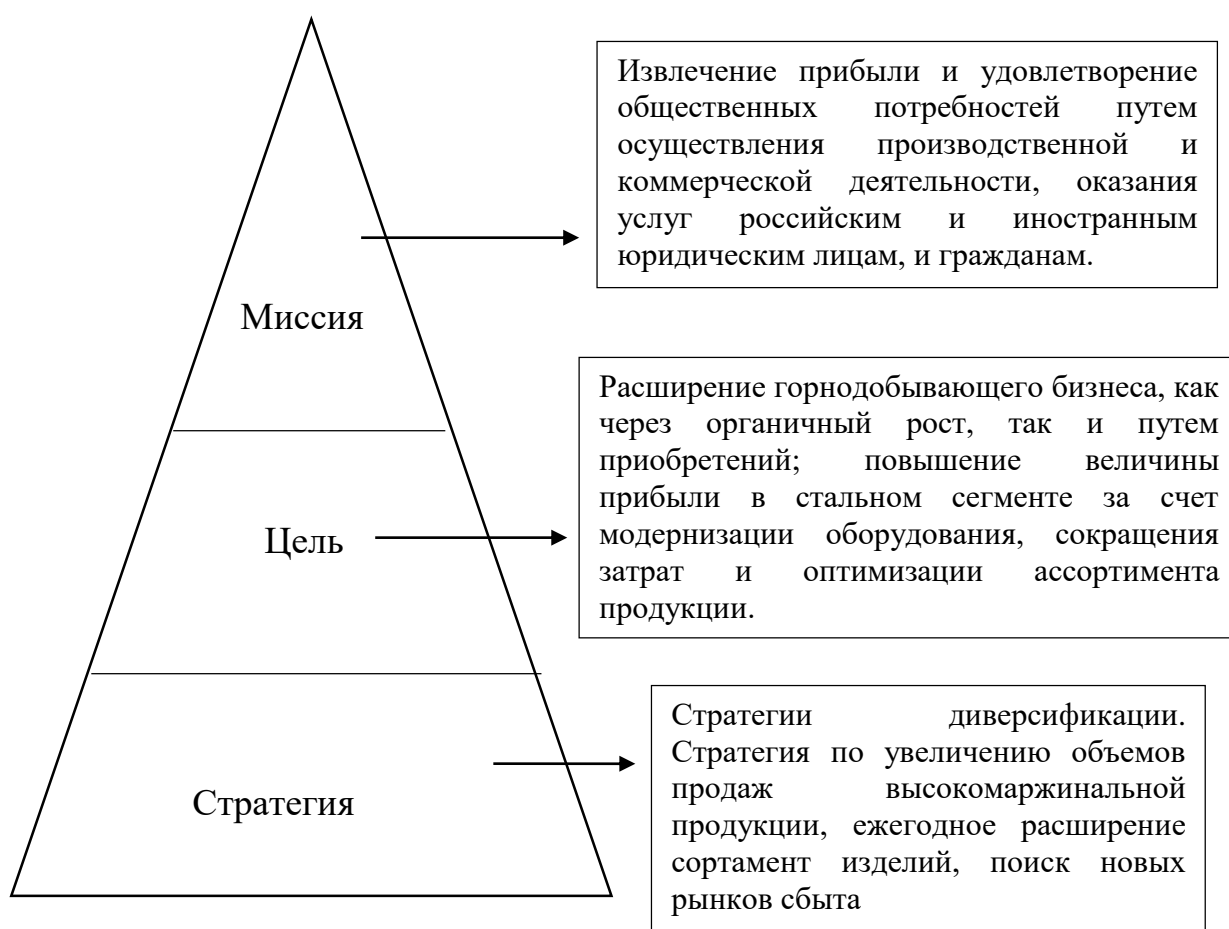 Извлечение прибыли и удовлетворение
общественных потребностей путем
осуществления производственной и
коммерческой деятельности, оказания
услуг российским и иностранным
юридическим лицам, и гражданам.
Миссия
Расширение горнодобывающего бизнеса, как
через органичный рост, так и путем
приобретений; повышение величины
прибыли в стальном сегменте за счет
модернизации оборудования, сокращения
затрат и оптимизации ассортимента
продукции.
Цель
Стратегии диверсификации.
Стратегия по увеличению объемов
продаж высокомаржинальной
продукции, ежегодное расширение
сортамент изделий, поиск новых
рынков сбыта
Стратегия